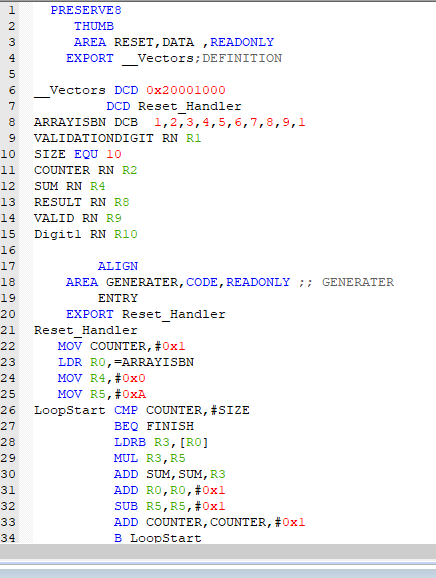 1 PRESERVE8
2 THUMB
3 AREA RESET,DATA ,READONLY
4 EXPORT __Vectors;DEFINITION
5
6 __Vectors DCD 0x20001000
7 DCD Reset_Handler
8 ARRAYISBN DCB 1,2,3,4,5,6,7,8,9,1
9 VALIDATIONDIGIT RN R1
10 SIZE EQU 10
11 COUNTER RN R2
12 SUM RN R4
13 RESULT RN R8
14 VALID RN R9
15 Digit1 RN R10
16
17 ALIGN
18 AREA GENERATER,CODE,READONLY ;; GENERATER
19 ENTRY
20 EXPORT Reset_Handler
21 Reset_Handler
22 MOV COUNTER,#0x1
23 LDR R0,=ARRAYISBN
24 MOV R4,#0x0
25 MOV R5,#0xA
26 LoopStart CMP COUNTER,#SIZE
27 BEQ FINISH
28 LDRB R3,[R0]
29 MUL R3,R5
30 ADD SUM,SUM,R3
31 ADD R0,R0,#0x1
32 SUB R5,R5,#0x1
33 ADD COUNTER,COUNTER,#0x1
34 B LoopStart